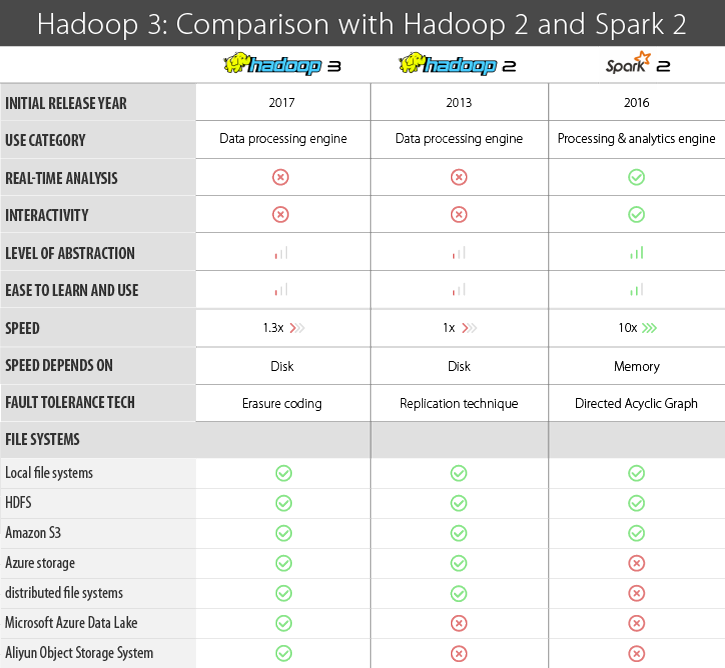 Hadoop 3: Comparison with Hadoop 2 and Spark 2
hadoop 3 hadoop 2 Spark 2
INITIAL RELEASE YEAR 2017 2013 2016
USE CATEGORY Data processing engine Data processing engine Processing & analytics engine
REAL-TIME ANALYSIS
INTERACTIVITY
LEVEL OF ABSTRACTION
EASE TO LEARN AND USE
SPEED 1.3x 1x 10x
SPEED DEPENDS ON Disk Disk Memory
FAULT TOLERANCE TECH Erasure coding Replication technique Directed Acyclic Graph
FILE SYSTEMS
Local file systems
HDFS
Amazon S3
Azure storage
distributed file systems
Microsoft Azure Data Lake
Aliyun Object Storage System